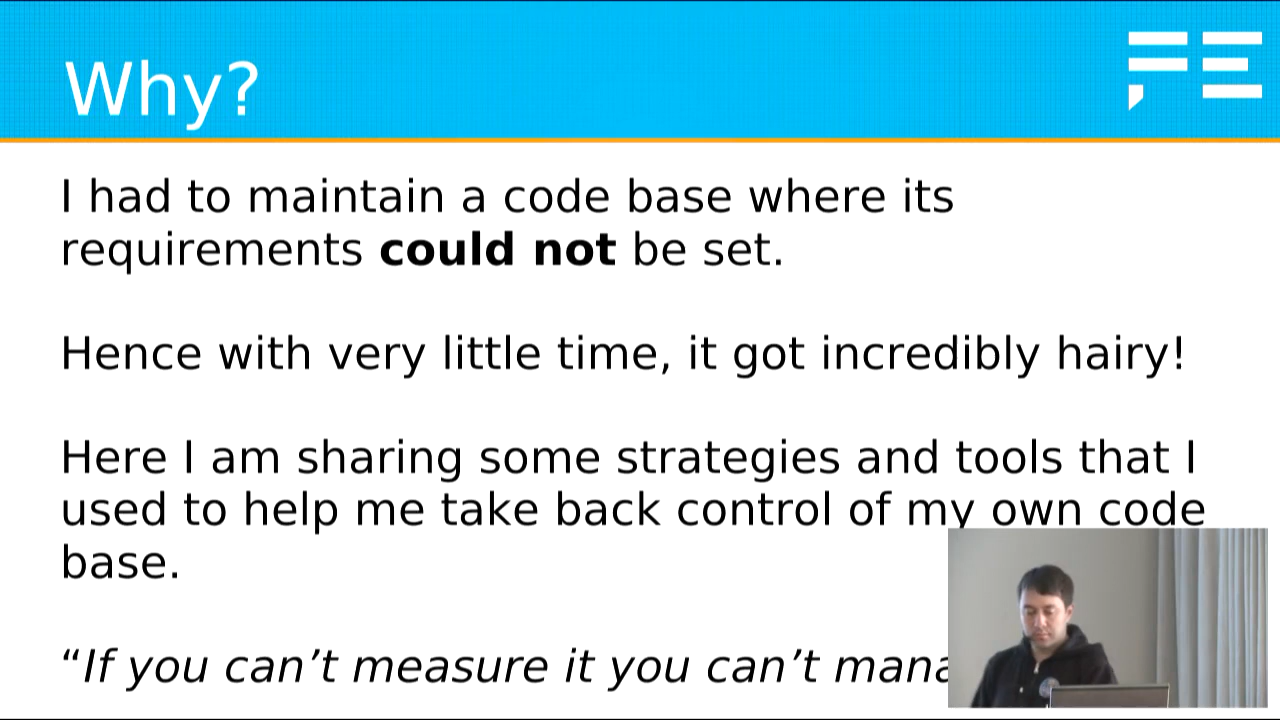 Why?
FE
I had to maintain a code base where its
requirements could not be set.
Hence with very little time, it got incredibly hairy!
Here I am sharing some strategies and tools that I
used to help me take back control of my own code
base.
“If you can’t measure it you can’t mana